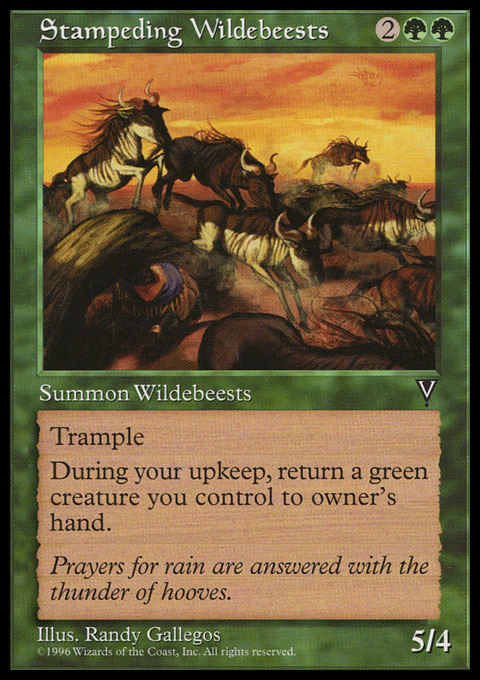 Stampeding Wildebeests 2
Summon Wildebeests
V
Trample
During your upkeep, return a green
creature you control to owner's
hand.
Prayers for rain are answered with the
thunder of hooves.
Illus. Randy Gallegos
©1996 Wizards of the Coast, Inc. All rights reserved.
5/4